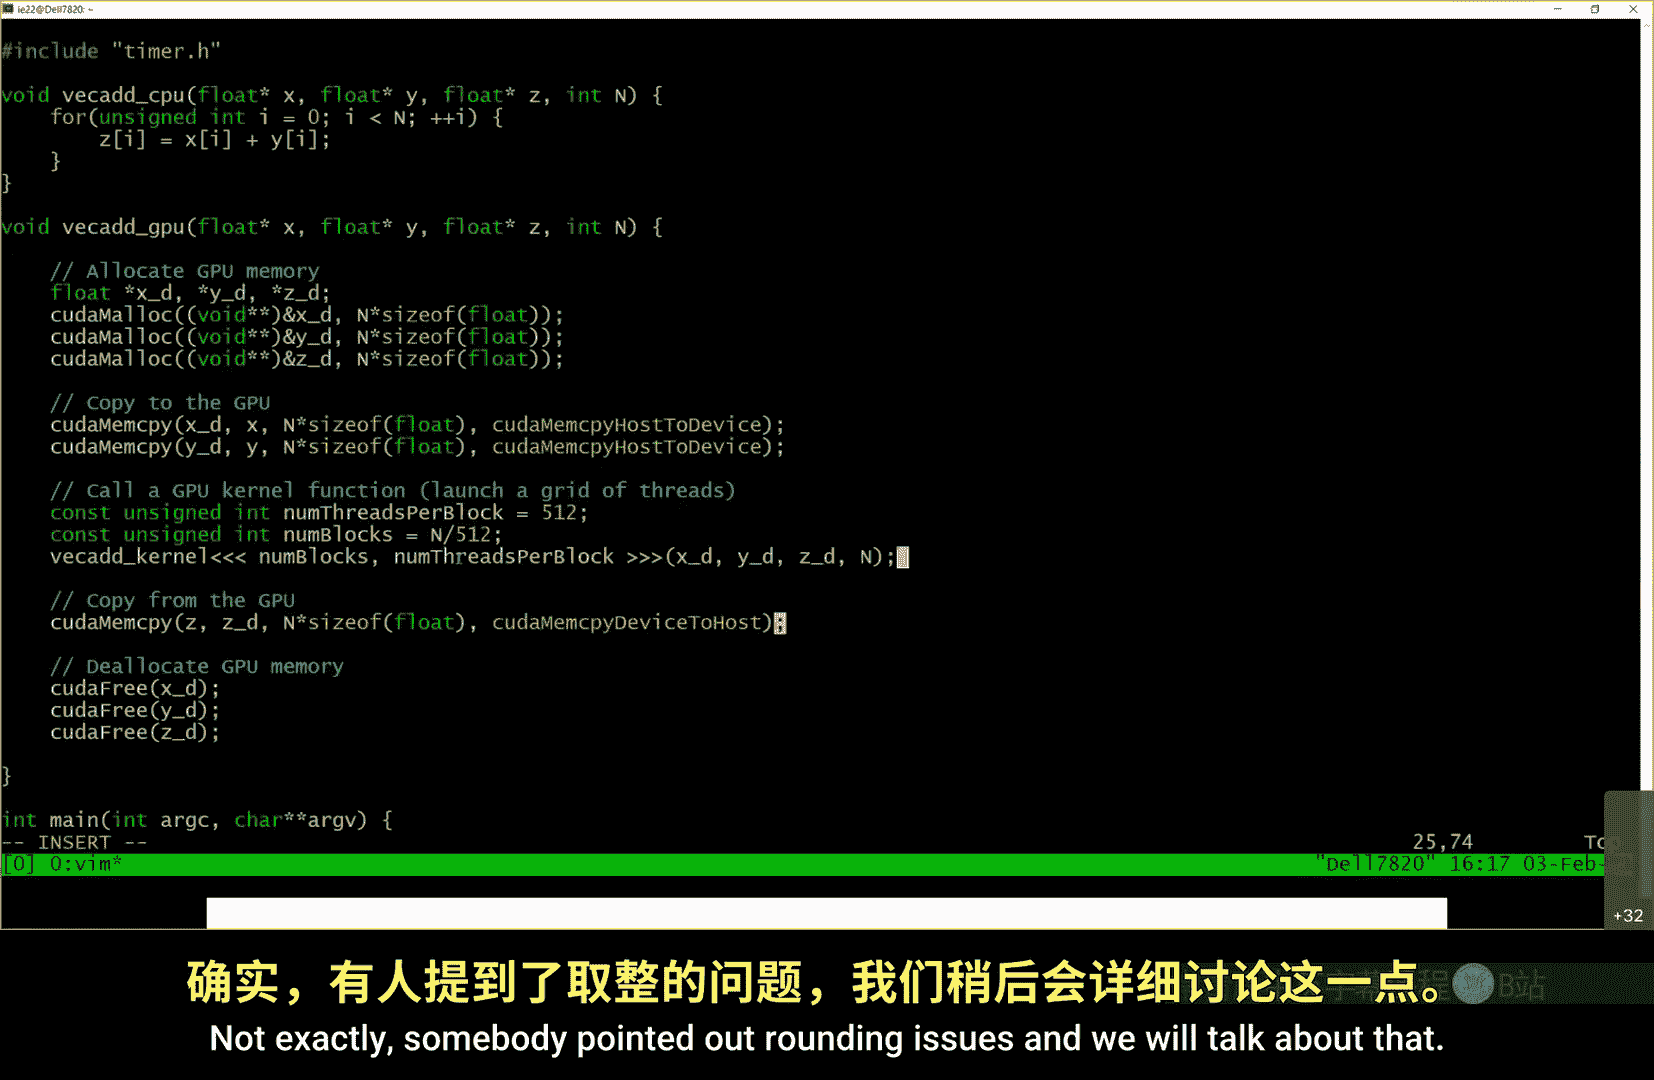 ie22@Dell7820: ~
#include "timer.h"
void vecadd_cpu(float* x, float* y, float* z, int N) {
    for(unsigned int i = 0; i < N; ++i) {
        z[i] = x[i] + y[i];
    }
}
void vecadd_gpu(float* x, float* y, float* z, int N) {
    // Allocate GPU memory
    float *x_d, *y_d, *z_d;
    cudaMalloc((void**)&x_d, N*sizeof(float));
    cudaMalloc((void**)&y_d, N*sizeof(float));
    cudaMalloc((void**)&z_d, N*sizeof(float));
    // Copy to the GPU
    cudaMemcpy(x_d, x, N*sizeof(float), cudaMemcpyHostToDevice);
    cudaMemcpy(y_d, y, N*sizeof(float), cudaMemcpyHostToDevice);
    // Call a GPU kernel function (launch a grid of threads)
    const unsigned int numThreadsPerBlock = 512;
    const unsigned int numBlocks = N/512;
    vecadd_kernel<<< numBlocks, numThreadsPerBlock >>>(x_d, y_d, z_d, N);
    // Copy from the GPU
    cudaMemcpy(z, z_d, N*sizeof(float), cudaMemcpyDeviceToHost);
    // Deallocate GPU memory
    cudaFree(x_d);
    cudaFree(y_d);
    cudaFree(z_d);
}
int main(int argc, char**argv) {
-- INSERT -- 25,74
[0] 0:vim* "Dell7820" 16:17 03-Feb-
+32
确实，有人提到了取整的问题，我们稍后会详细讨论这一点。
B站
Not exactly, somebody pointed out rounding issues and we will talk about that.